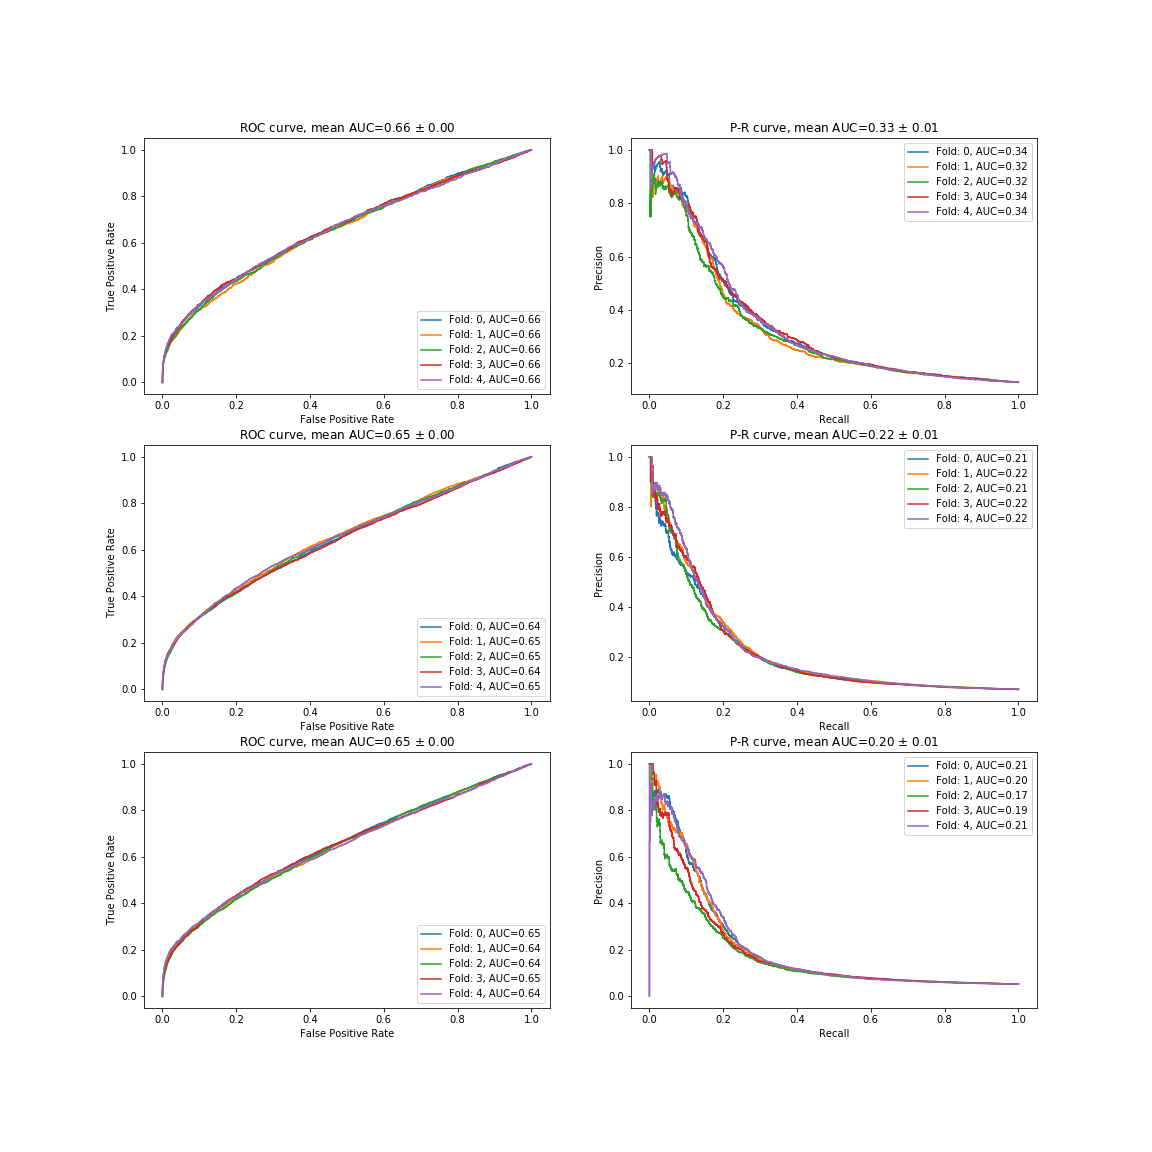 ROC curve, mean AUC=0.66 ± 0.00
True Positive Rate
1.0
0.8
0.6
0.4
0.2
0.0
Fold: 0, AUC=0.66
Fold: 1, AUC=0.66
Fold: 2, AUC=0.66
Fold: 3, AUC=0.66
Fold: 4, AUC=0.66
0.0 0.2 0.4 0.6 0.8 1.0
False Positive Rate
P-R curve, mean AUC=0.33 ± 0.01
Precision
1.0
0.8
0.6
0.4
0.2
Fold: 0, AUC=0.34
Fold: 1, AUC=0.32
Fold: 2, AUC=0.32
Fold: 3, AUC=0.34
Fold: 4, AUC=0.34
0.0 0.2 0.4 0.6 0.8 1.0
Recall
ROC curve, mean AUC=0.65 ± 0.00
True Positive Rate
1.0
0.8
0.6
0.4
0.2
0.0
Fold: 0, AUC=0.64
Fold: 1, AUC=0.65
Fold: 2, AUC=0.65
Fold: 3, AUC=0.64
Fold: 4, AUC=0.65
0.0 0.2 0.4 0.6 0.8 1.0
False Positive Rate
P-R curve, mean AUC=0.22 ± 0.01
Precision
1.0
0.8
0.6
0.4
0.2
Fold: 0, AUC=0.21
Fold: 1, AUC=0.22
Fold: 2, AUC=0.21
Fold: 3, AUC=0.22
Fold: 4, AUC=0.22
0.0 0.2 0.4 0.6 0.8 1.0
Recall
ROC curve, mean AUC=0.65 ± 0.00
True Positive Rate
1.0
0.8
0.6
0.4
0.2
0.0
Fold: 0, AUC=0.65
Fold: 1, AUC=0.64
Fold: 2, AUC=0.64
Fold: 3, AUC=0.65
Fold: 4, AUC=0.64
0.0 0.2 0.4 0.6 0.8 1.0
False Positive Rate
P-R curve, mean AUC=0.20 ± 0.01
Precision
1.0
0.8
0.6
0.4
0.2
0.0
Fold: 0, AUC=0.21
Fold: 1, AUC=0.20
Fold: 2, AUC=0.17
Fold: 3, AUC=0.19
Fold: 4, AUC=0.21
0.0 0.2 0.4 0.6 0.8 1.0
Recall